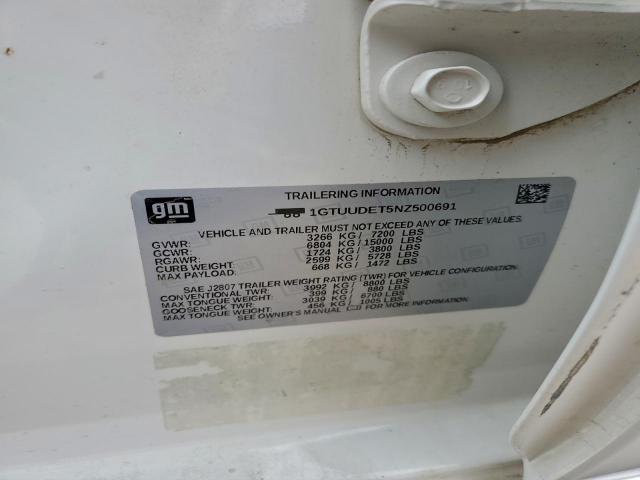 gm
TRAILERING INFORMATION
1GTUUDET5NZ500691
VEHICLE AND TRAILER MUST NOT EXCEED ANY OF THESE WEIGHTS
GVWR: 3266 KG / 7200 LBS
GCWR: 6804 KG / 15000 LBS
RGAWR: 1724 KG / 3800 LBS
CURB WEIGHT: 2599 KG / 5728 LBS
MAX PAYLOAD: 668 KG / 1472 LBS
SAE J2807 TRAILER WEIGHT RATING (TWR) FOR VEHICLE CONFIGURATION.
CONVENTIONAL TWR: 3992 KG / 8800 LBS
MAX TONGUE WEIGHT: 399 KG / 880 LBS
GOOSENECK TWR: 3039 KG / 6700 LBS
MAX TONGUE WEIGHT: 456 KG / 1005 LBS
SEE OWNER'S MANUAL FOR MORE INFORMATION.